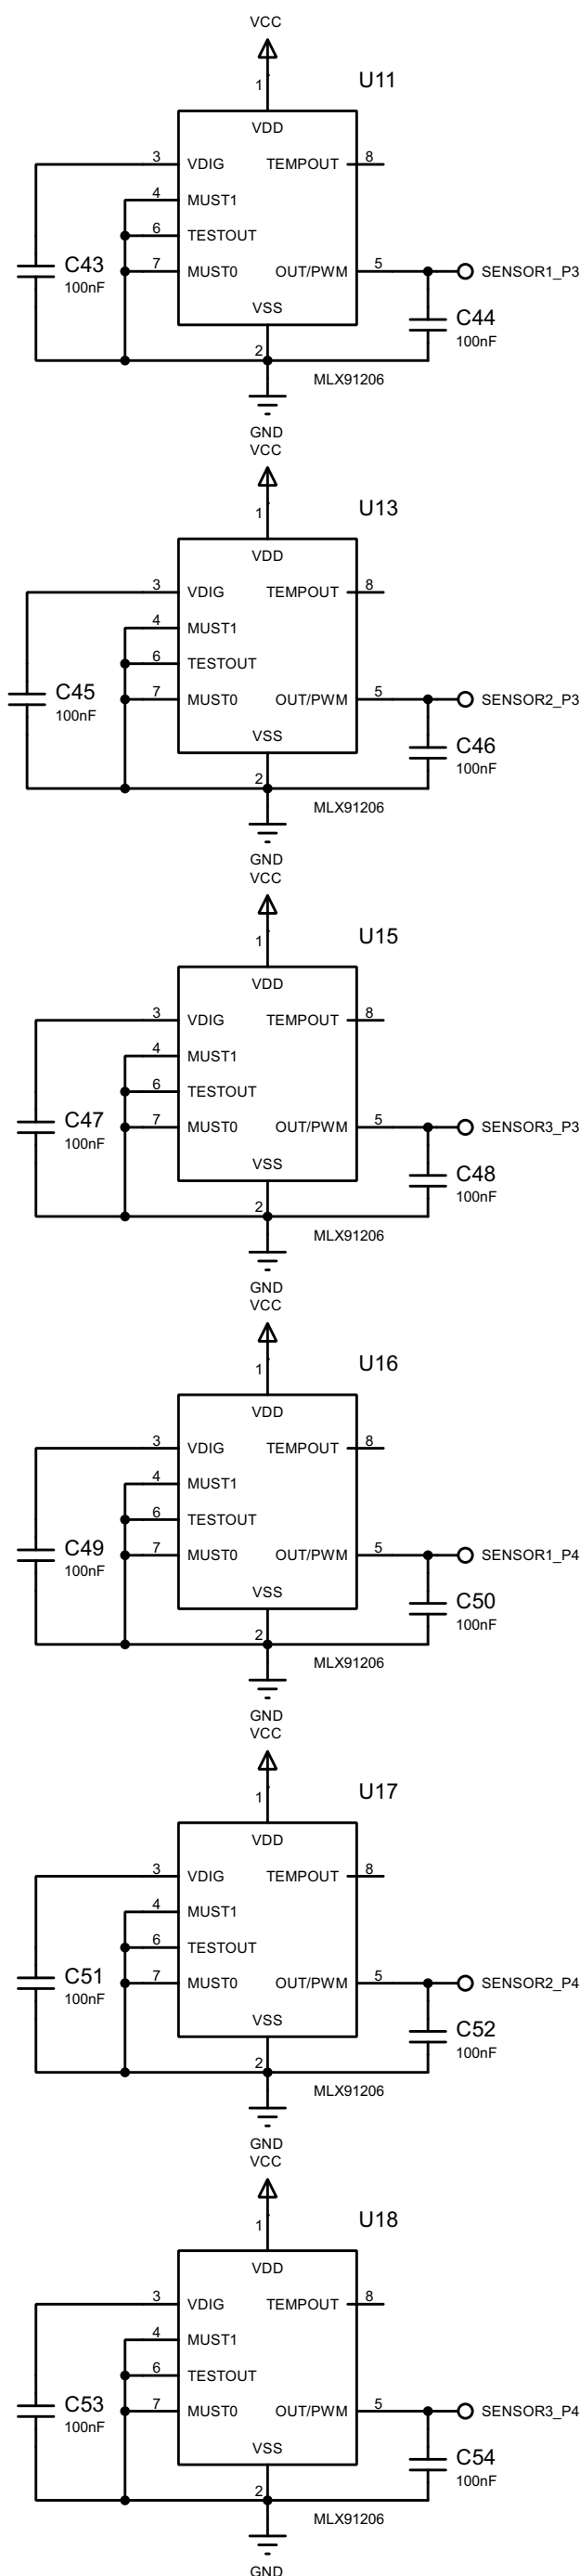 VCC
U11
1
VDD
3 VDIG TEMPOUT 8
4 MUST1
6 TESTOUT
7 MUST0 OUT/PWM 5 SENSOR1_P3
C43
100nF
VSS
C44
100nF
2
MLX91206
GND
VCC
U13
1
VDD
3 VDIG TEMPOUT 8
4 MUST1
6 TESTOUT
7 MUST0 OUT/PWM 5 SENSOR2_P3
C45
100nF
VSS
C46
100nF
2
MLX91206
GND
VCC
U15
1
VDD
3 VDIG TEMPOUT 8
4 MUST1
6 TESTOUT
7 MUST0 OUT/PWM 5 SENSOR3_P3
C47
100nF
VSS
C48
100nF
2
MLX91206
GND
VCC
U16
1
VDD
3 VDIG TEMPOUT 8
4 MUST1
6 TESTOUT
7 MUST0 OUT/PWM 5 SENSOR1_P4
C49
100nF
VSS
C50
100nF
2
MLX91206
GND
VCC
U17
1
VDD
3 VDIG TEMPOUT 8
4 MUST1
6 TESTOUT
7 MUST0 OUT/PWM 5 SENSOR2_P4
C51
100nF
VSS
C52
100nF
2
MLX91206
GND
VCC
U18
1
VDD
3 VDIG TEMPOUT 8
4 MUST1
6 TESTOUT
7 MUST0 OUT/PWM 5 SENSOR3_P4
C53
100nF
VSS
C54
100nF
2
MLX91206
GND